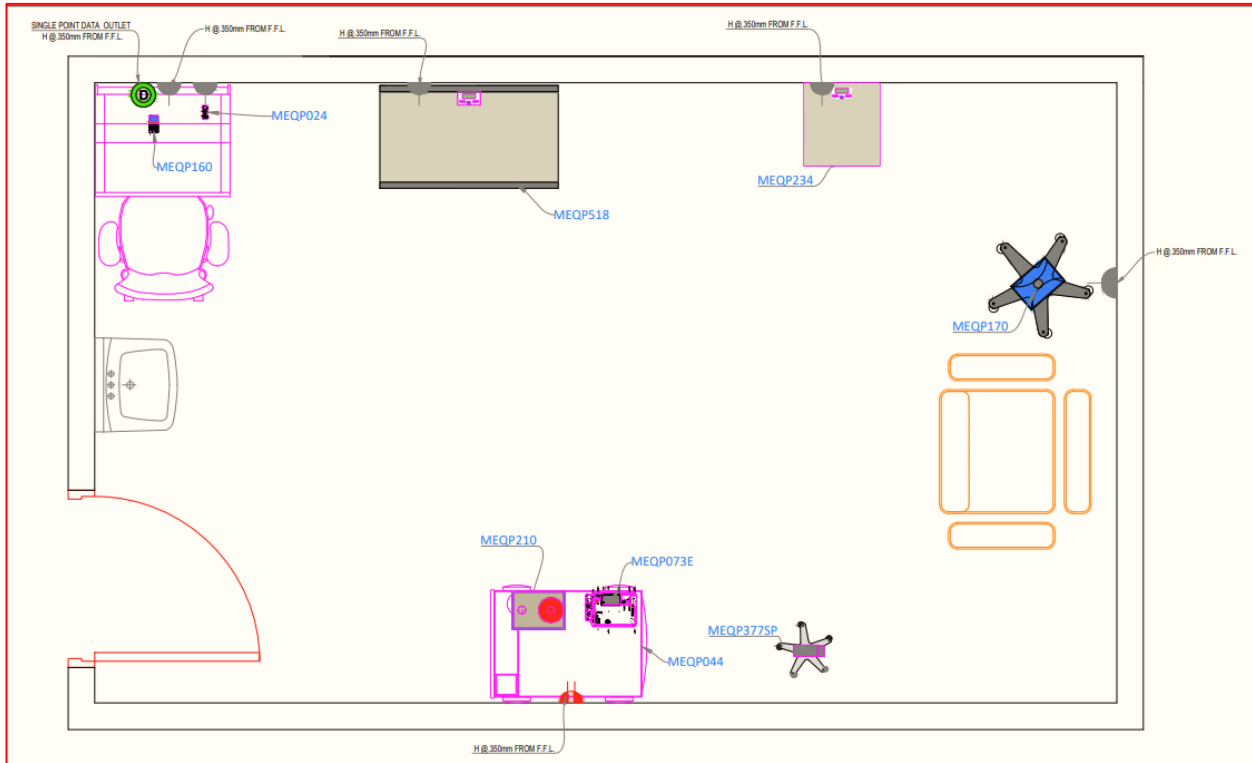 SINGLE POINT DATA OUTLET
H @.350mm FROM F.F.L.
H @.350mm FROM F.F.L.
H @.350mm FROM F.F.L.
H @.350mm FROM F.F.L.
D
MEQP024
MEQP160
MEQP234
MEQP518
H @.350mm FROM F.F.L.
MEQP170
MEQP210
MEQP073E
MEQP377SP
MEQP044
H @.350mm FROM F.F.L.